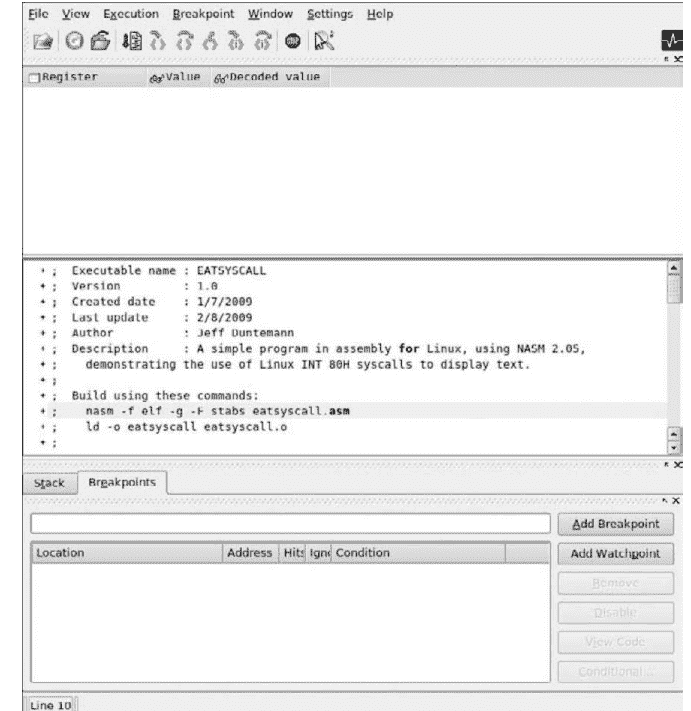 File View Execution Breakpoint Window Settings Help
Register Value Decoded value
+ ; Executable name : EATSYSCALL
+ ; Version : 1.0
+ ; Created date : 1/7/2009
+ ; Last update : 2/8/2009
+ ; Author : Jeff Duntemann
+ ; Description : A simple program in assembly for Linux, using NASM 2.05,
+ ; demonstrating the use of Linux INT 80H syscalls to display text.
+ ;
+ ; Build using these commands:
+ ; nasm -f elf -g -F stabs eatsyscall.asm
+ ; ld -o eatsyscall eatsyscall.o
+ ;
Stack Breakpoints
Add Breakpoint
Location Address Hits Igno Condition
Add Watchpoint
Remove
Disable
View Code
Conditional ...
Line 10